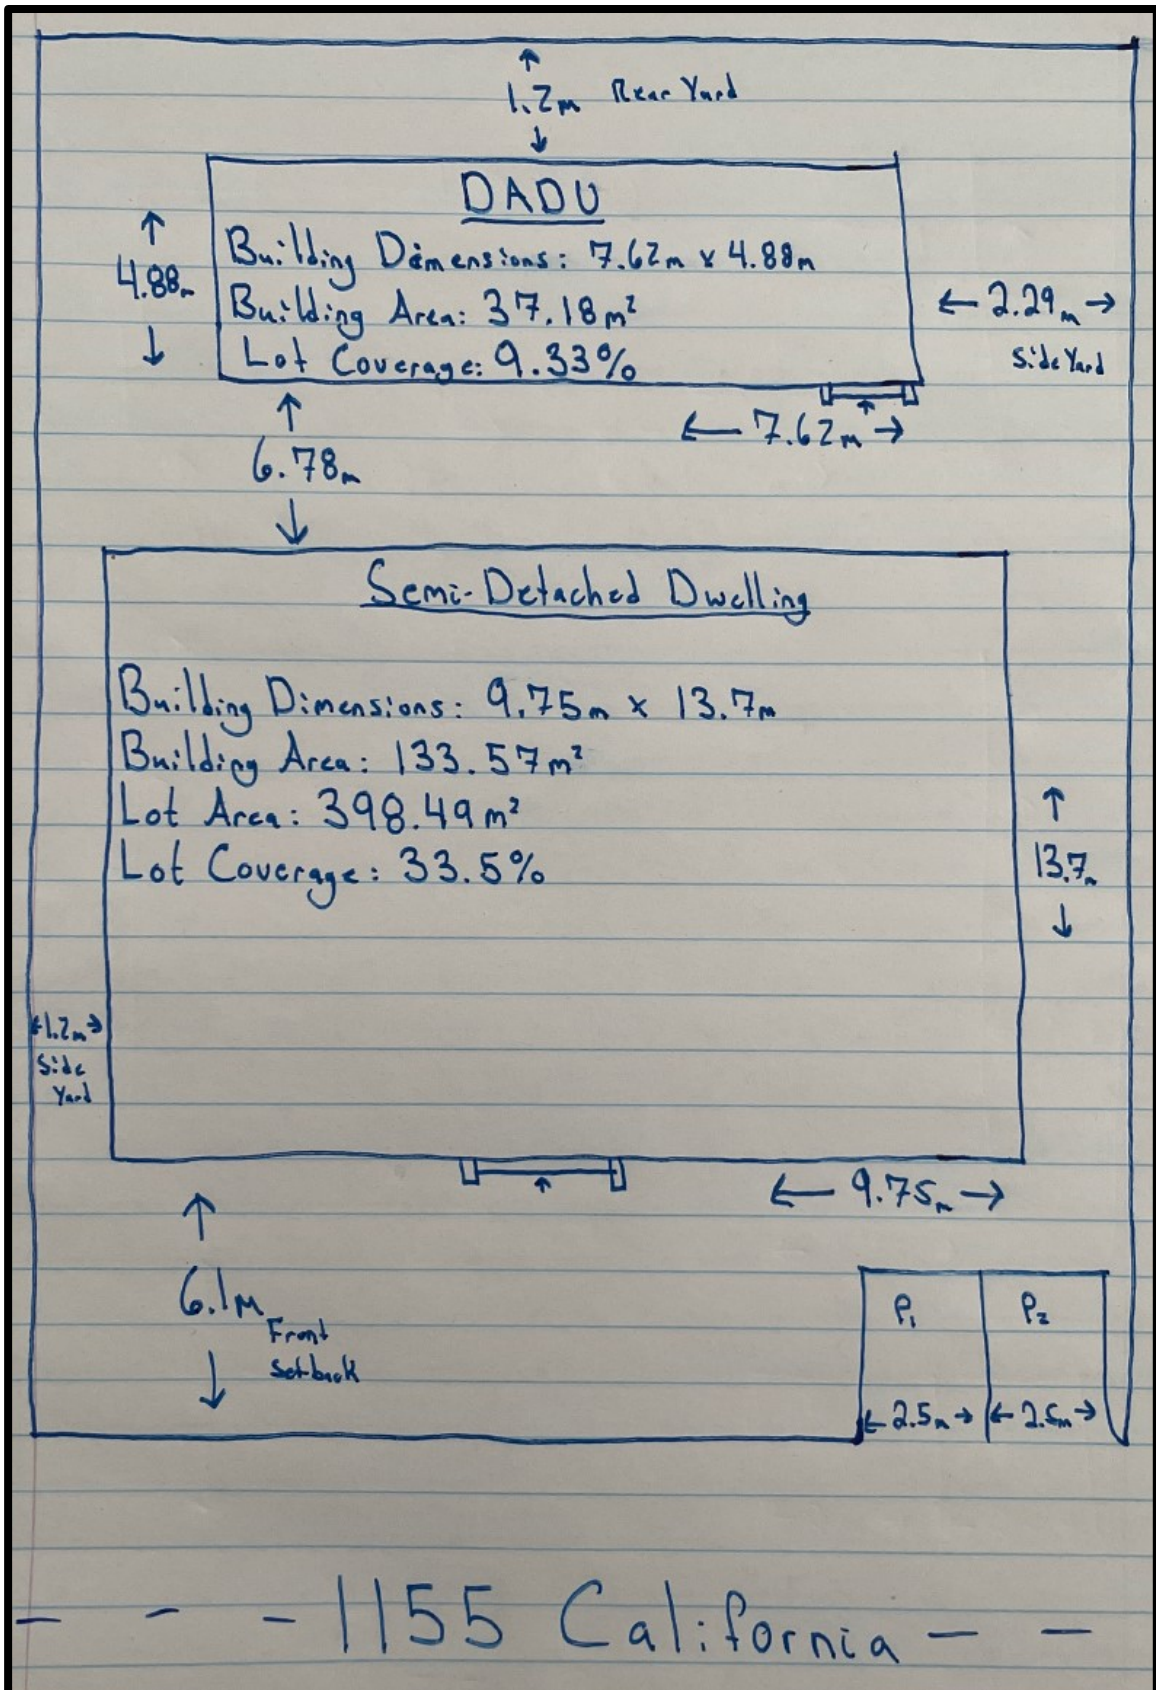 1.2m Rear Yard
DADU
Building Dimensions: 7.62m x 4.88m
4.88m
Building Area: 37.18m²
2.29m
Lot Coverage: 9.33%
Side Yard
7.62m
6.78m
Semi-Detached Dwelling
Building Dimensions: 9.75m x 13.7m
Building Area: 133.57m²
Lot Area: 398.49m²
Lot Coverage: 33.5%
13.7m
1.2m
Side
Yard
9.75m
6.1M
Front
Setback
P₁ P₂
2.5m 2.5m
- - - 1155 California - -